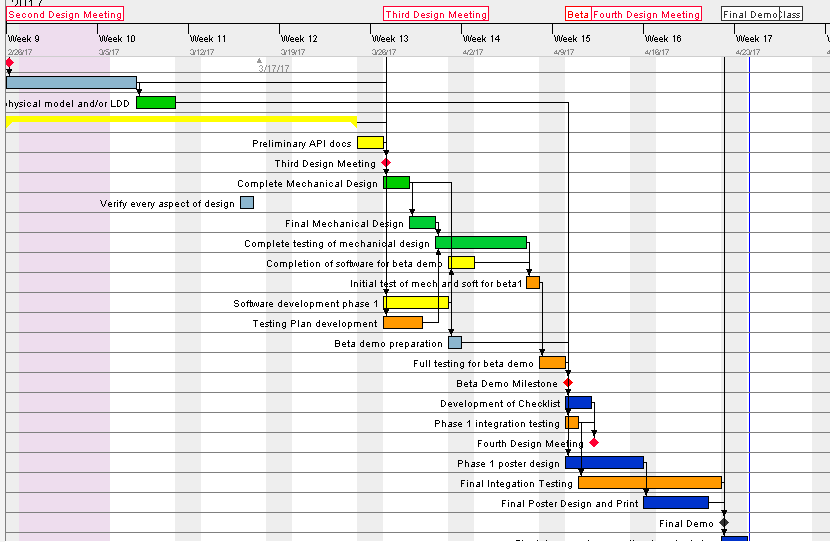 2017
Second Design Meeting Third Design Meeting Beta Fourth Design Meeting Final Demo
Week 9 Week 10 Week 11 Week 12 Week 13 Week 14 Week 15 Week 16 Week 17
2/26/17 3/5/17 3/12/17 3/19/17 3/26/17 4/2/17 4/9/17 4/16/17 4/23/17
3/17/17
physical model and/or LDD
Preliminary API docs
Third Design Meeting
Complete Mechanical Design
Verify every aspect of design
Final Mechanical Design
Complete testing of mechanical design
Completion of software for beta demo
Initial test of mech and soft for beta1
Software development phase 1
Testing Plan development
Beta demo preparation
Full testing for beta demo
Beta Demo Milestone
Development of Checklist
Phase 1 integration testing
Fourth Design Meeting
Phase 1 poster design
Final Integation Testing
Final Poster Design and Print
Final Demo